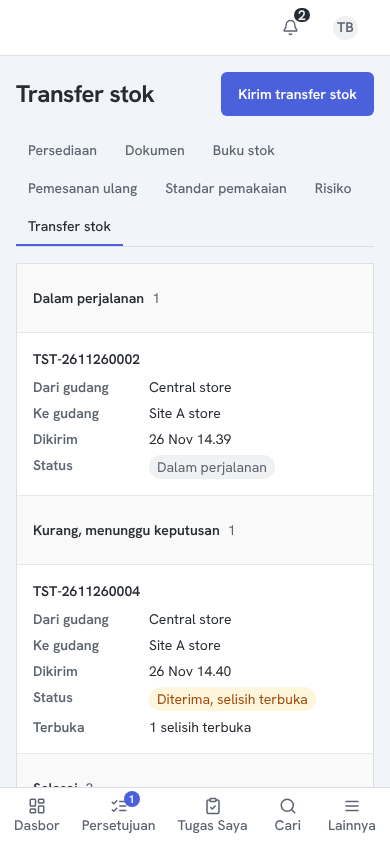 2
TB
Transfer stok
Kirim transfer stok
Persediaan Dokumen Buku stok
Pemesanan ulang Standar pemakaian Risiko
Transfer stok
Dalam perjalanan 1
TST-2611260002
Dari gudang Central store
Ke gudang Site A store
Dikirim 26 Nov 14.39
Status Dalam perjalanan
Kurang, menunggu keputusan 1
TST-2611260004
Dari gudang Central store
Ke gudang Site A store
Dikirim 26 Nov 14.40
Status Diterima, selisih terbuka
Terbuka 1 selisih terbuka
1
Dasbor Persetujuan Tugas Saya Cari Lainnya